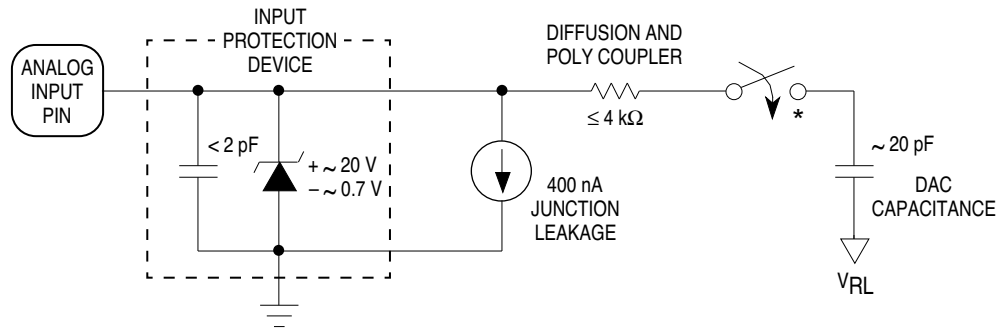 INPUT
PROTECTION
DEVICE
ANALOG
INPUT
PIN
< 2 pF
+ ~ 20 V
– ~ 0.7 V
400 nA
JUNCTION
LEAKAGE
DIFFUSION AND
POLY COUPLER
≤ 4 kΩ
*
~ 20 pF
DAC
CAPACITANCE
VRL